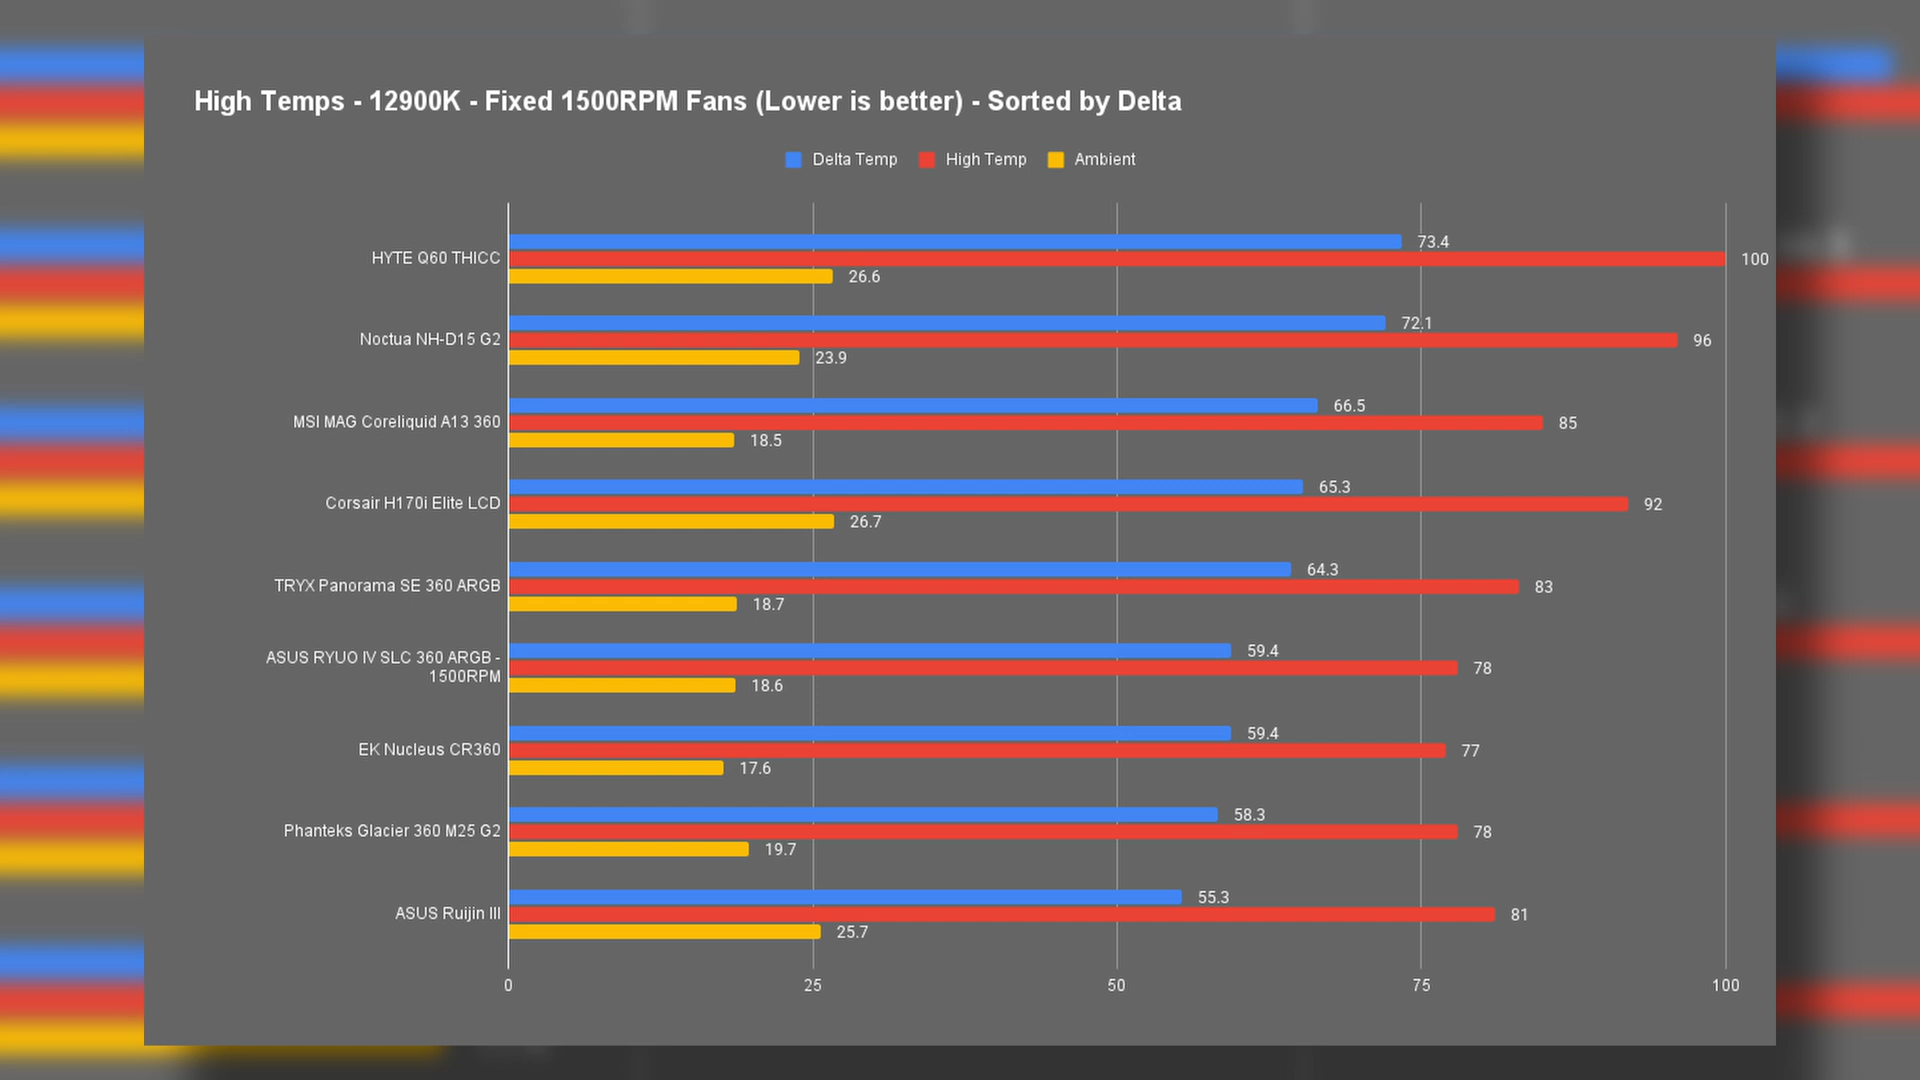 High Temps - 12900K - Fixed 1500RPM Fans (Lower is better) - Sorted by Delta
Delta Temp High Temp Ambient
HYTE Q60 THICC 73.4 100 26.6
Noctua NH-D15 G2 72.1 96 23.9
MSI MAG Coreliquid A13 360 66.5 85 18.5
Corsair H170i Elite LCD 65.3 92 26.7
TRYX Panorama SE 360 ARGB 64.3 83 18.7
ASUS RYUO IV SLC 360 ARGB -
1500RPM 59.4 78 18.6
EK Nucleus CR360 59.4 77 17.6
Phanteks Glacier 360 M25 G2 58.3 78 19.7
ASUS Ruijin III 55.3 81 25.7
0 25 50 75 100